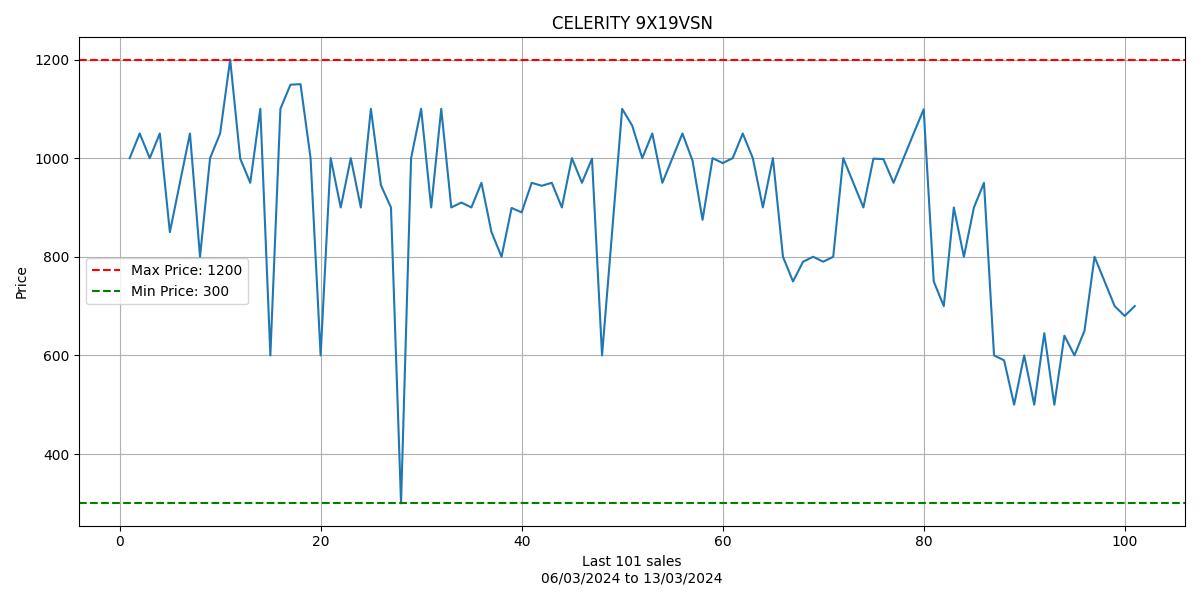 CELERITY 9X19VSN
Price
1200
1000
800
600
400
Max Price: 1200
Min Price: 300
0 20 40 60 80 100
Last 101 sales
06/03/2024 to 13/03/2024